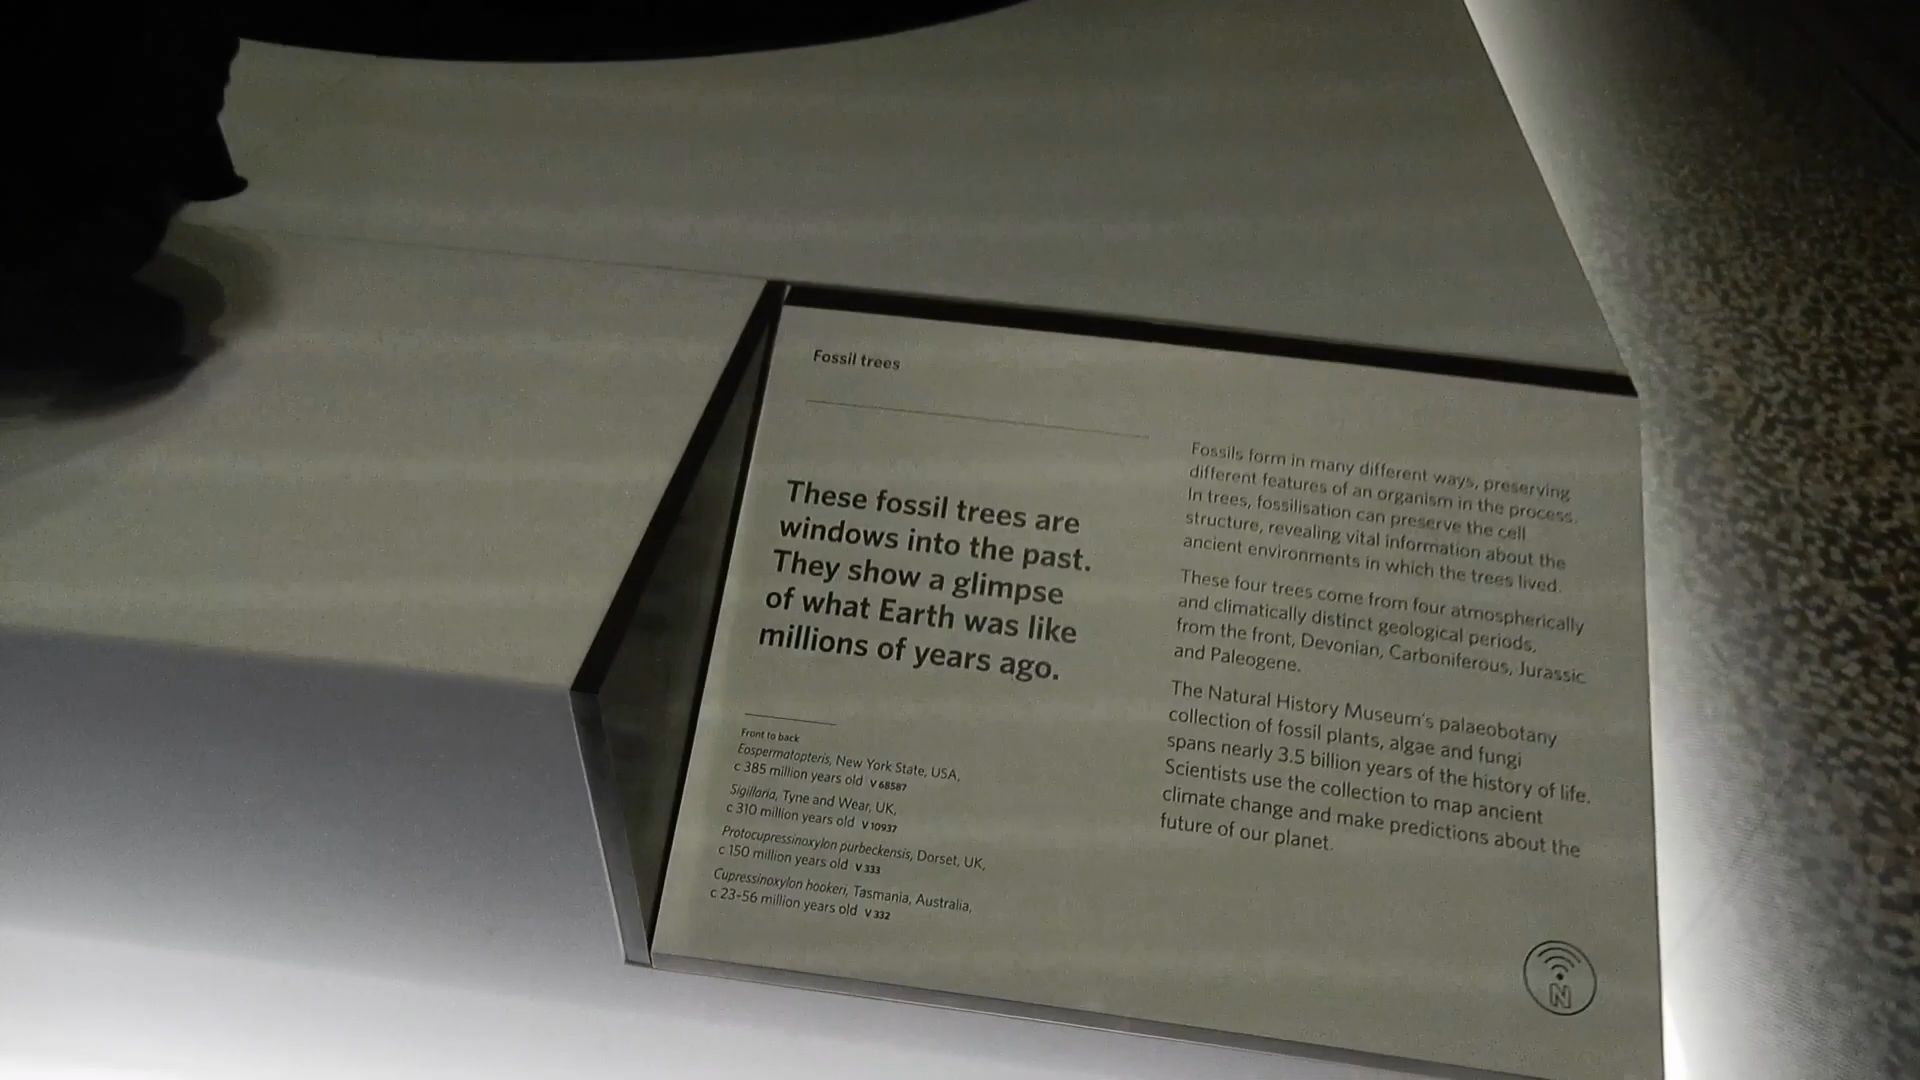 Fossil trees
These fossil trees are
windows into the past.
They show a glimpse
of what Earth was like
millions of years ago.
Front to back
Eospermatopteris, New York State, USA,
c 385 million years old V 68587
Sigillaria, Tyne and Wear, UK,
c 310 million years old V 10937
Protocupressinoxylon purbeckensis, Dorset, UK,
c 150 million years old V 333
Cupressinoxylon hookeri, Tasmania, Australia,
c 23-56 million years old V 332
Fossils form in many different ways, preserving
different features of an organism in the process.
In trees, fossilisation can preserve the cell
structure, revealing vital information about the
ancient environments in which the trees lived.
These four trees come from four atmospherically
and climatically distinct geological periods,
from the front, Devonian, Carboniferous, Jurassic
and Paleogene.
The Natural History Museum's palaeobotany
collection of fossil plants, algae and fungi
spans nearly 3.5 billion years of the history of life.
Scientists use the collection to map ancient
climate change and make predictions about the
future of our planet.
N